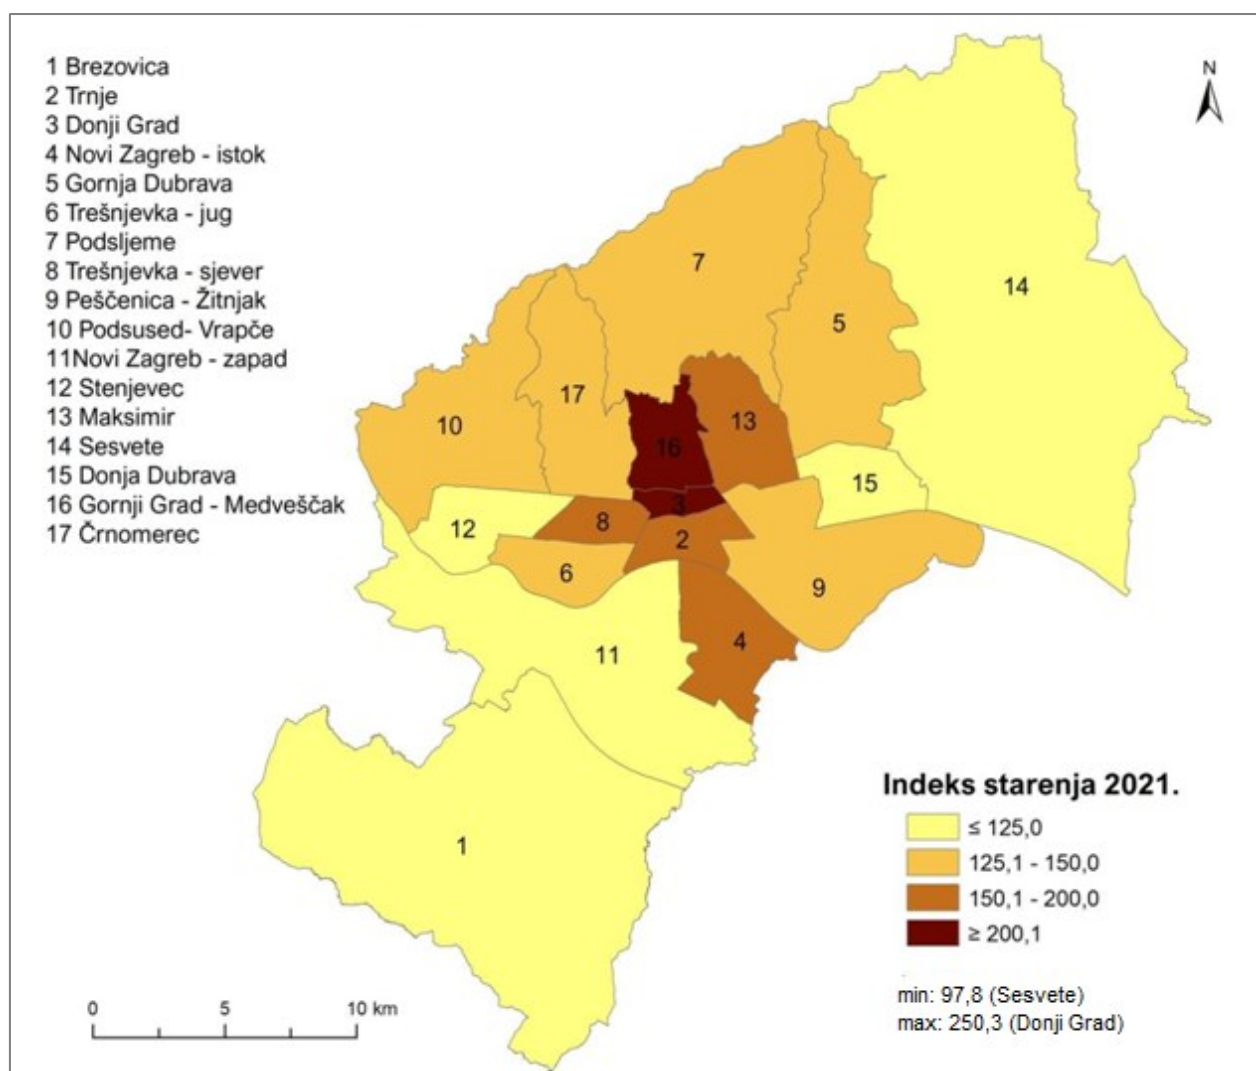 1 Brezovica
2 Trnje
3 Donji Grad
4 Novi Zagreb - istok
5 Gornja Dubrava
6 Trešnjevka - jug
7 Podsljeme
8 Trešnjevka - sjever
9 Peščenica - Žitnjak
10 Podsused- Vrapče
11Novi Zagreb - zapad
12 Stenjevec
13 Maksimir
14 Sesvete
15 Donja Dubrava
16 Gornji Grad - Medveščak
17 Črnomerec
N
7
14
5
17
13
10
16
15
3
12
8
2
6
9
4
11
1
Indeks starenja 2021.
≤ 125,0
125,1 - 150,0
150,1 - 200,0
≥ 200,1
min: 97,8 (Sesvete)
max: 250,3 (Donji Grad)
0 5 10 km